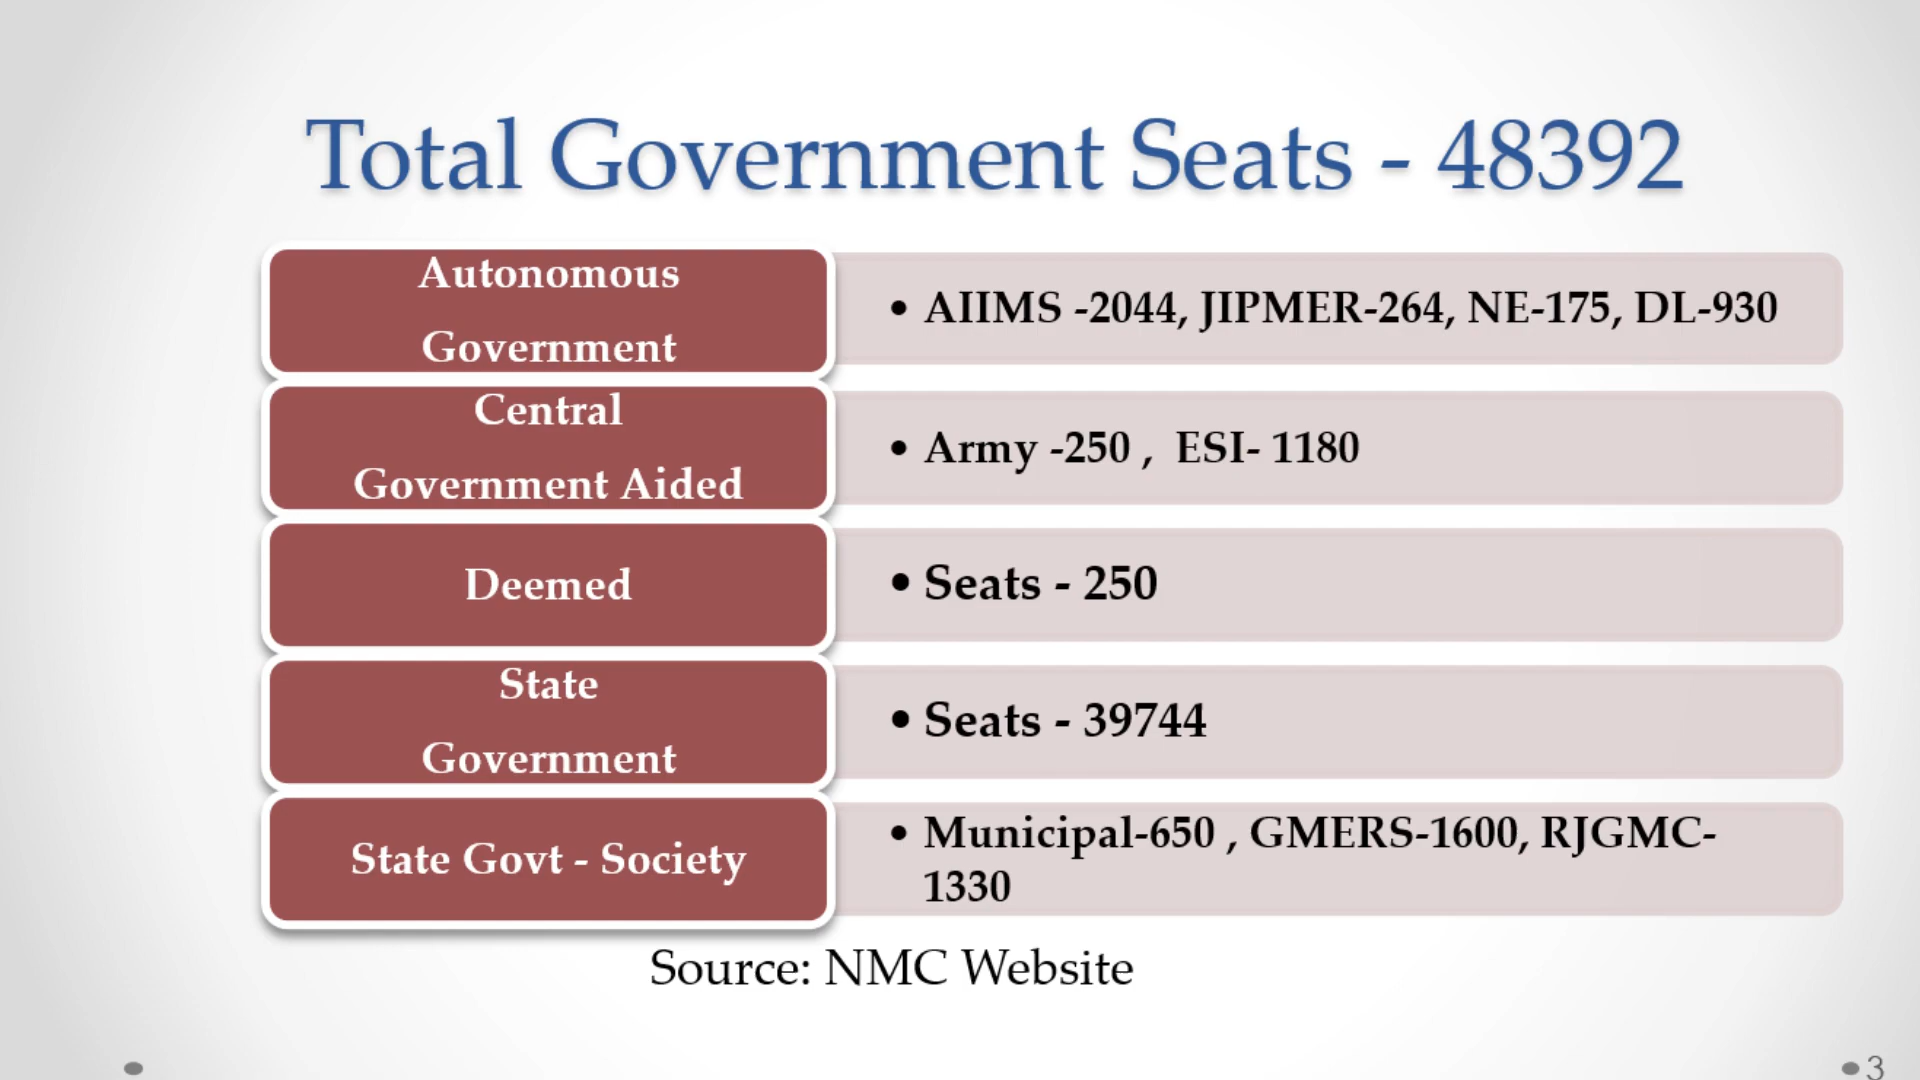 Total Government Seats - 48392
Autonomous
Government
• AIIMS -2044, JIPMER-264, NE-175, DL-930
Central
Government Aided
• Army -250 , ESI- 1180
Deemed
• Seats - 250
State
Government
• Seats - 39744
State Govt - Society
• Municipal-650 , GMERS-1600, RJGMC-
1330
Source: NMC Website
3